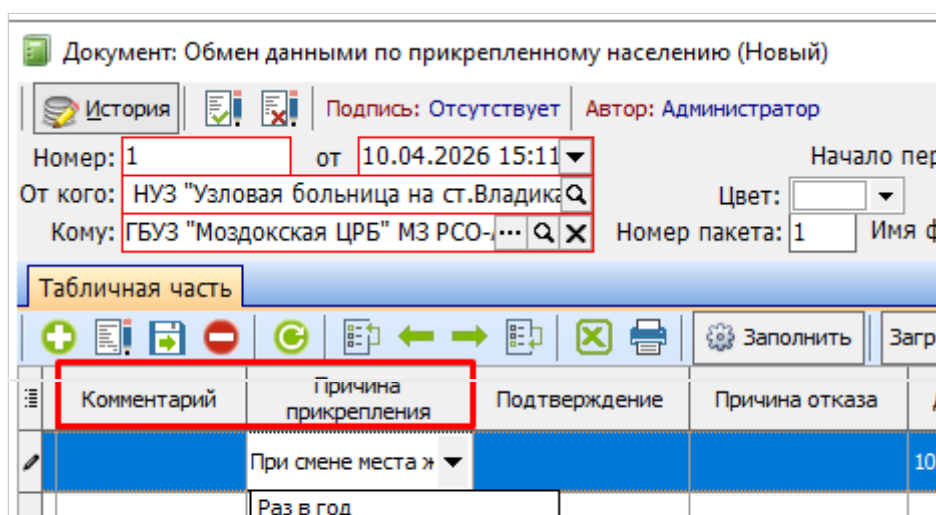 Документ: Обмен данными по прикрепленному населению (Новый)
История Подпись: Отсутствует Автор: Администратор
Номер: 1 от 10.04.2026 15:11 Начало пер
От кого: НУЗ "Узловая больница на ст.Владика Цвет:
Кому: ГБУЗ "Моздокская ЦРБ" МЗ РСО- ... Номер пакета: 1 Имя ф
Табличная часть
Заполнить Загр
Комментарий Причина прикрепления Подтверждение Причина отказа
При смене места ж 10
Раз в год